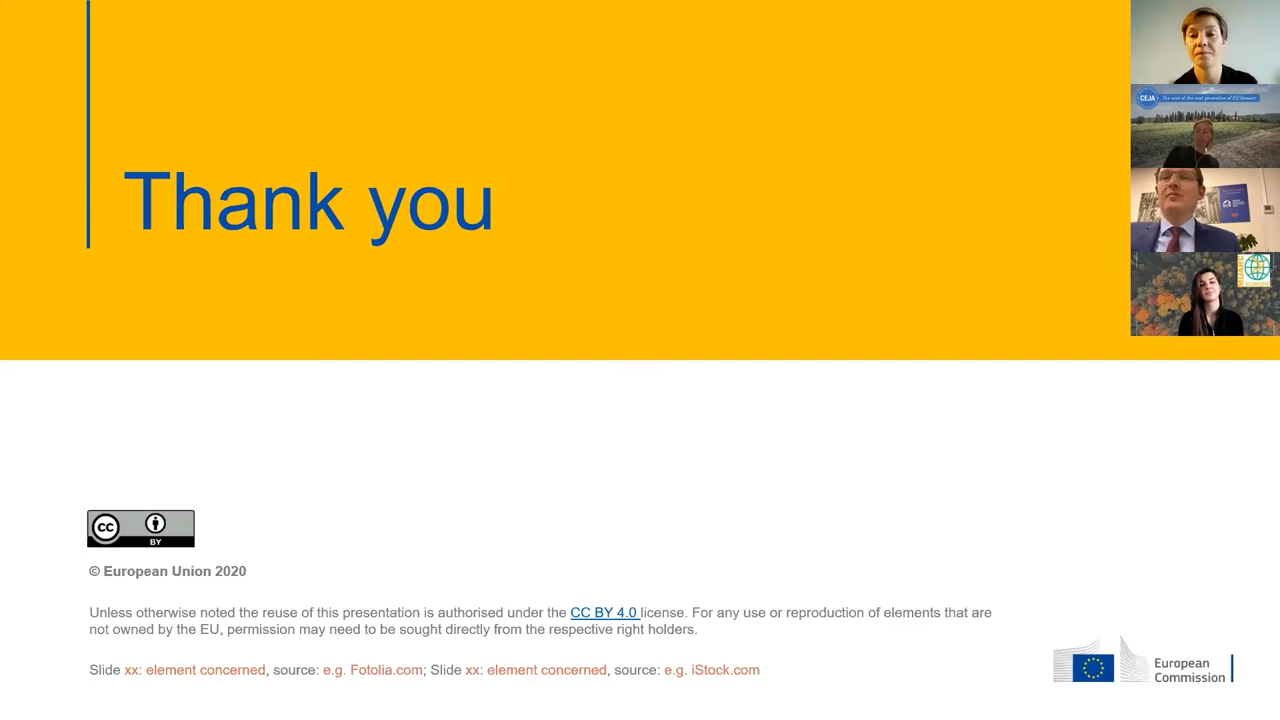 Thank you
CEJA
The voice of the next generation of EU farmers
MIJARC
EUROPE
CC
BY
© European Union 2020
Unless otherwise noted the reuse of this presentation is authorised under the CC BY 4.0 license. For any use or reproduction of elements that are
not owned by the EU, permission may need to be sought directly from the respective right holders.
Slide xx: element concerned, source: e.g. Fotolia.com; Slide xx: element concerned, source: e.g. iStock.com
European
Commission